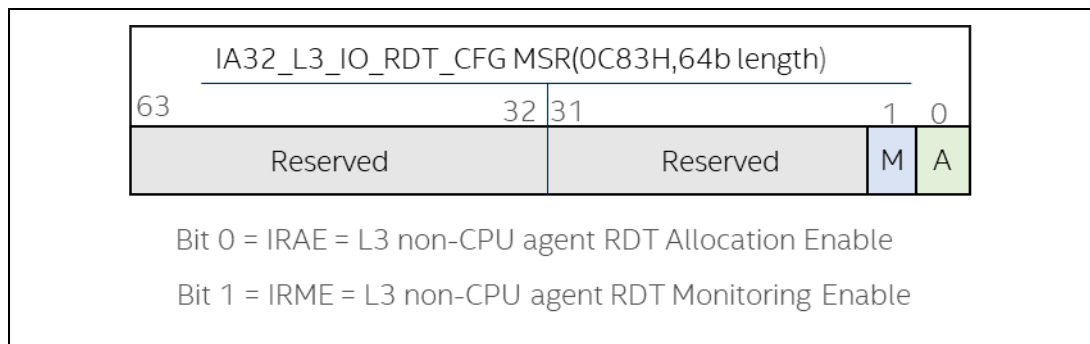 IA32_L3_IO_RDT_CFG MSR(0C83H,64b length)
63 32 31 1 0
Reserved Reserved M A
Bit 0 = IRAE = L3 non-CPU agent RDT Allocation Enable
Bit 1 = IRME = L3 non-CPU agent RDT Monitoring Enable